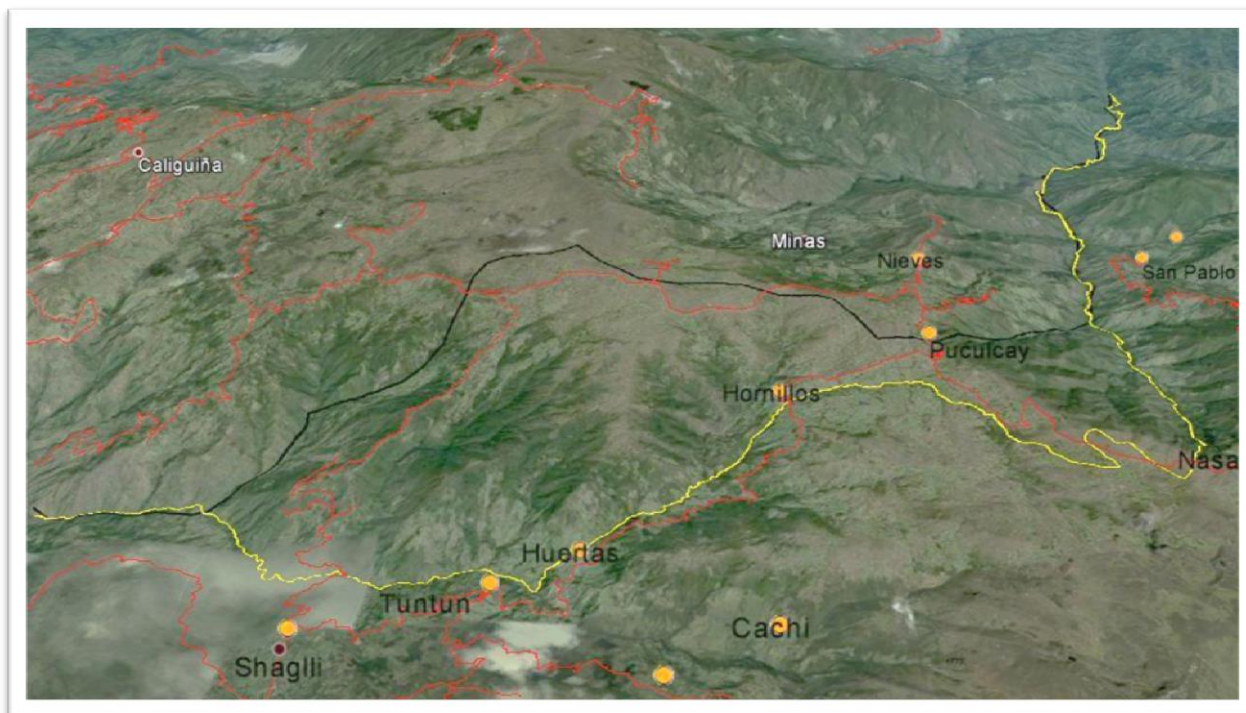 Caliguiña
Minas
Nieves
San Pablo
Puculcay
Hornillos
Nasa
Huertas
Tuntun
Cachi
Shaglli